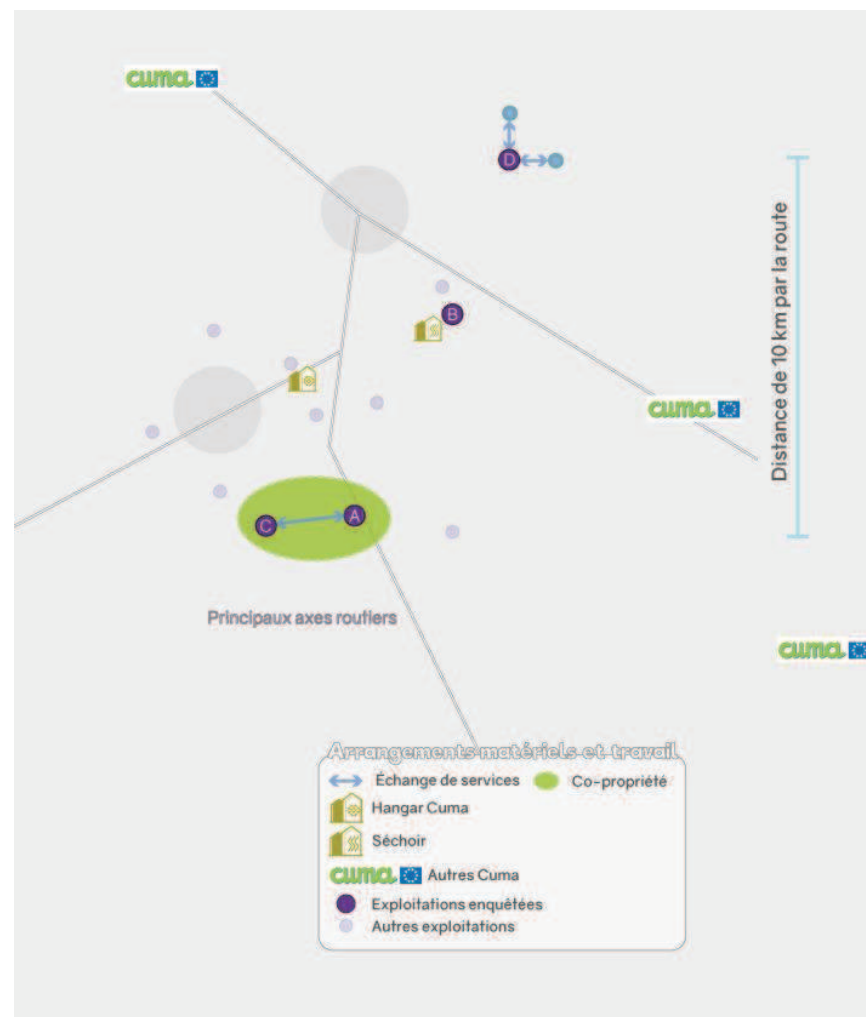 cuma
D
B
cuma
Distance de 10 km par la route
C
A
Principaux axes routiers
cuma
Arrangements matériels et travail
Échange de services
Co-propriété
Hangar Cuma
Séchoir
cuma Autres Cuma
Exploitations enquêtées
Autres exploitations